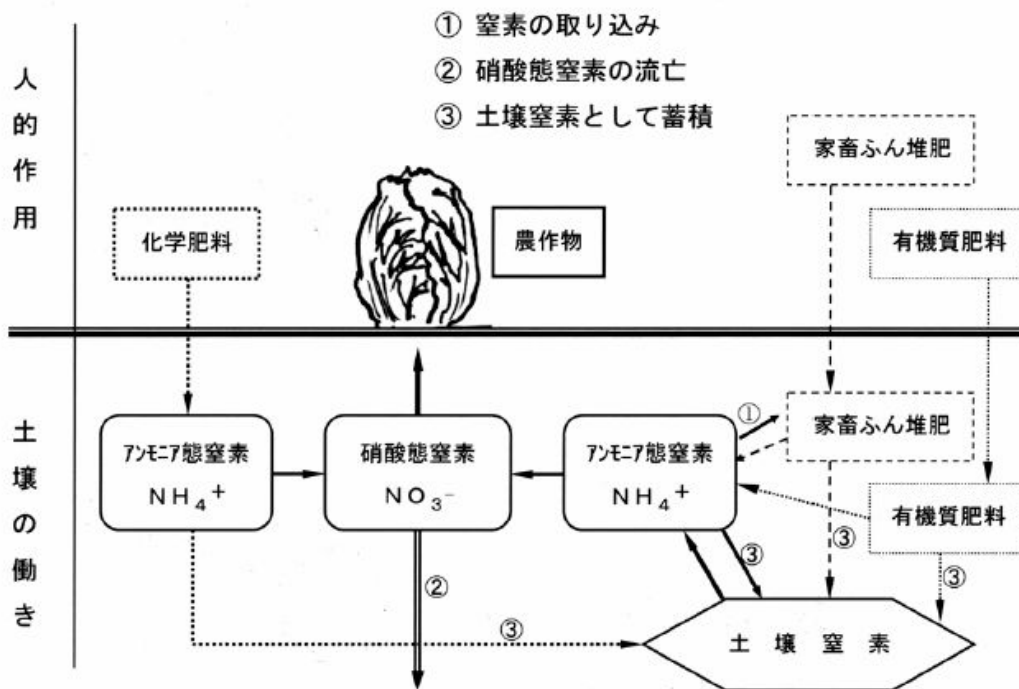 ① 窒素の取り込み
② 硝酸態窒素の流亡
③ 土壌窒素として蓄積
人的作用
家畜ふん堆肥
化学肥料
農作物
有機質肥料
土壌の働き
アンモニア態窒素
NH₄⁺
硝酸態窒素
NO₃⁻
アンモニア態窒素
NH₄⁺
①
家畜ふん堆肥
有機質肥料
②
③
③
③
③
土壌窒素